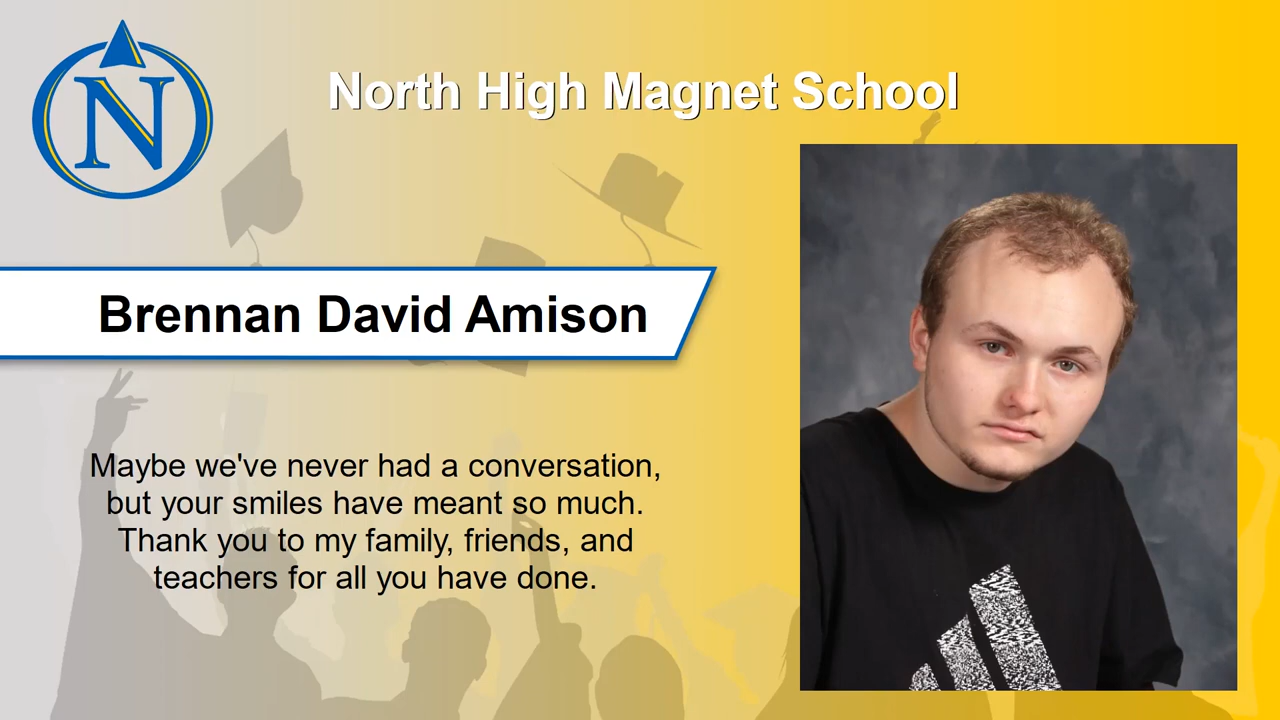 N
North High Magnet School
Brennan David Amison
Maybe we've never had a conversation,
but your smiles have meant so much.
Thank you to my family, friends, and
teachers for all you have done.